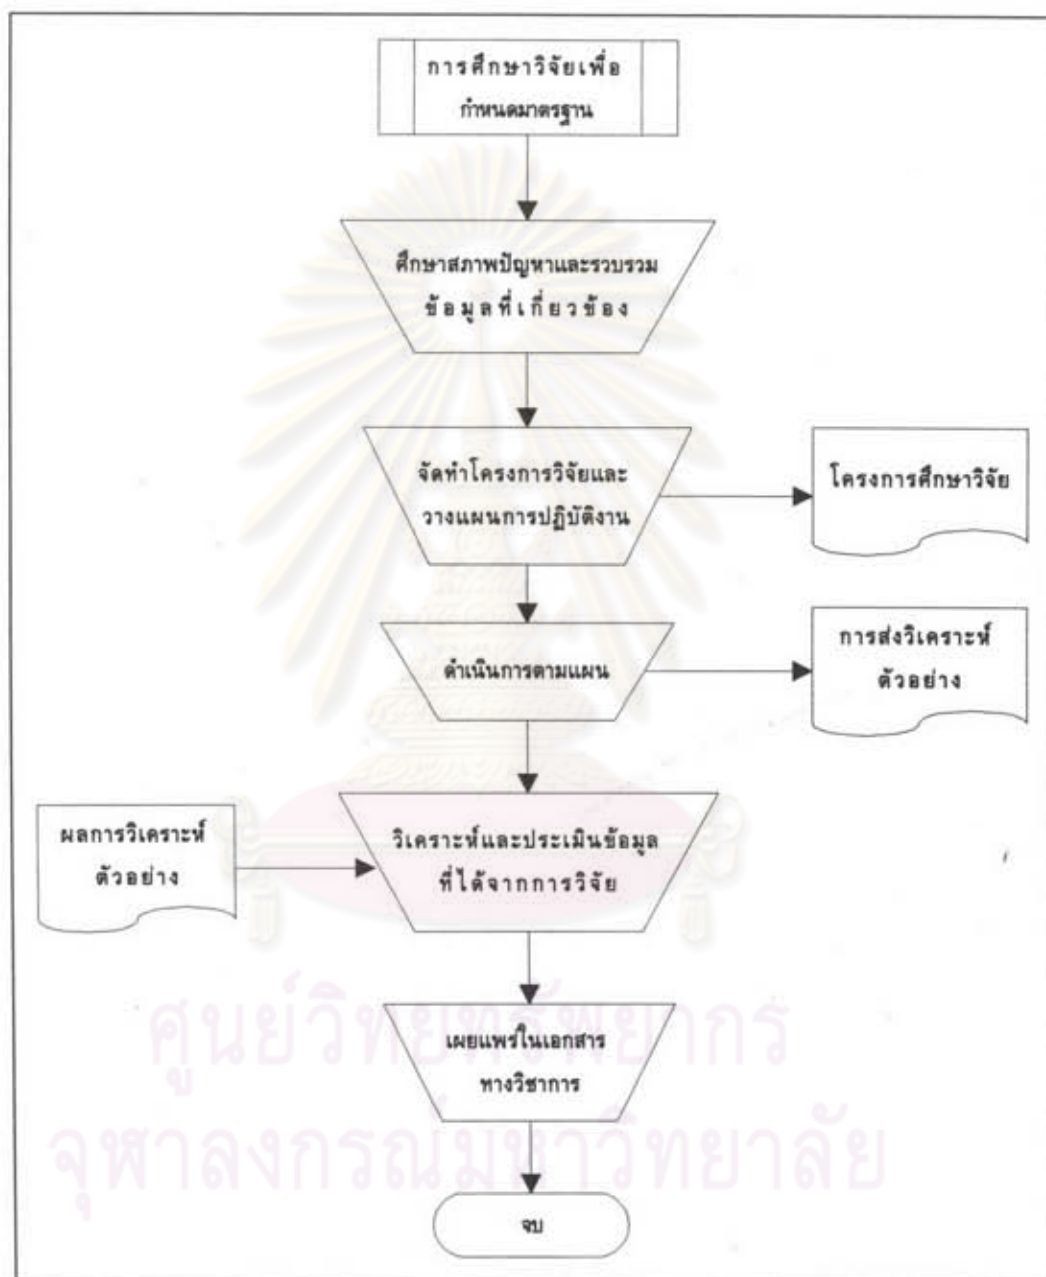 การศึกษาวิจัยเพื่อ
กำหนดมาตรฐาน
ศึกษาสภาพปัญหาและรวบรวม
ข้อมูลที่เกี่ยวข้อง
จัดทำโครงการวิจัยและ
วางแผนการปฏิบัติงาน
โครงการศึกษาวิจัย
ดำเนินการตามแผน
การส่งวิเคราะห์
ตัวอย่าง
ผลการวิเคราะห์
ตัวอย่าง
วิเคราะห์และประเมินข้อมูล
ที่ได้จากการวิจัย
เผยแพร่ในเอกสาร
ทางวิชาการ
ศูนย์วิทยทรัพยากร
จุฬาลงกรณ์มหาวิทยาลัย
จบ